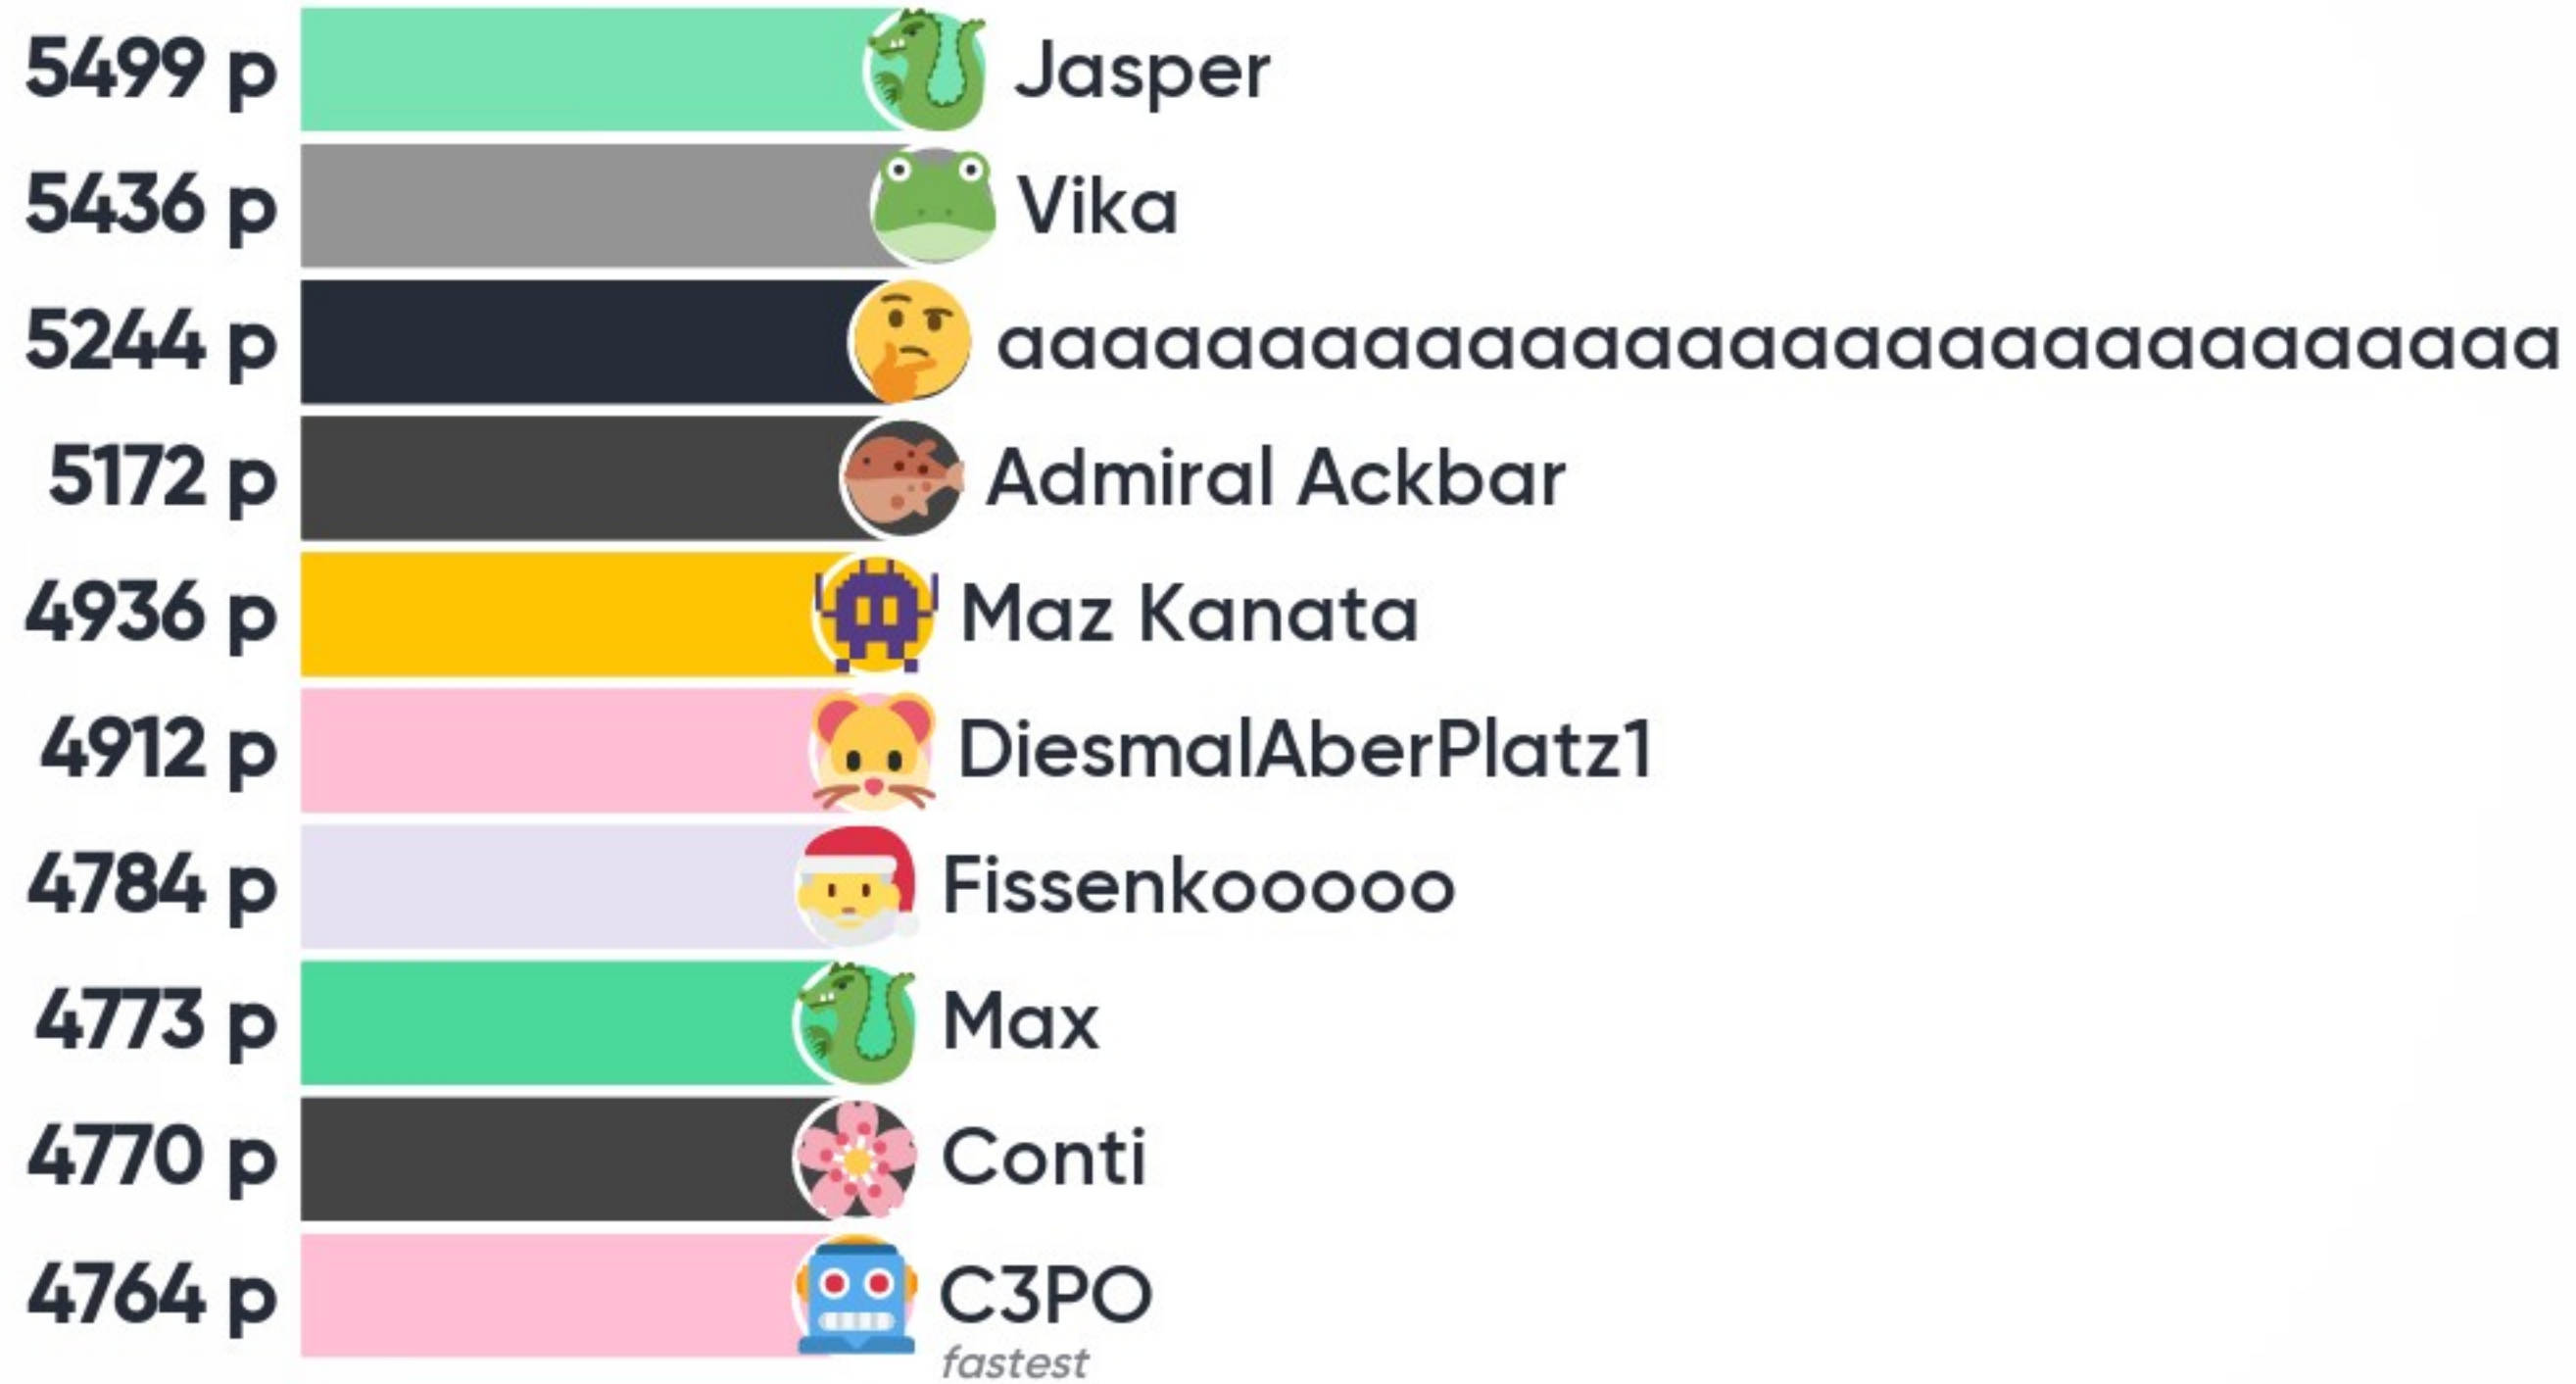 5499 p Jasper
5436 p Vika
5244 p aaaaaaaaaaaaaaaaaaaaaaaaaaaaaa
5172 p Admiral Ackbar
4936 p Maz Kanata
4912 p DiesmalAberPlatz1
4784 p Fissenkooooo
4773 p Max
4770 p Conti
4764 p C3PO
fastest